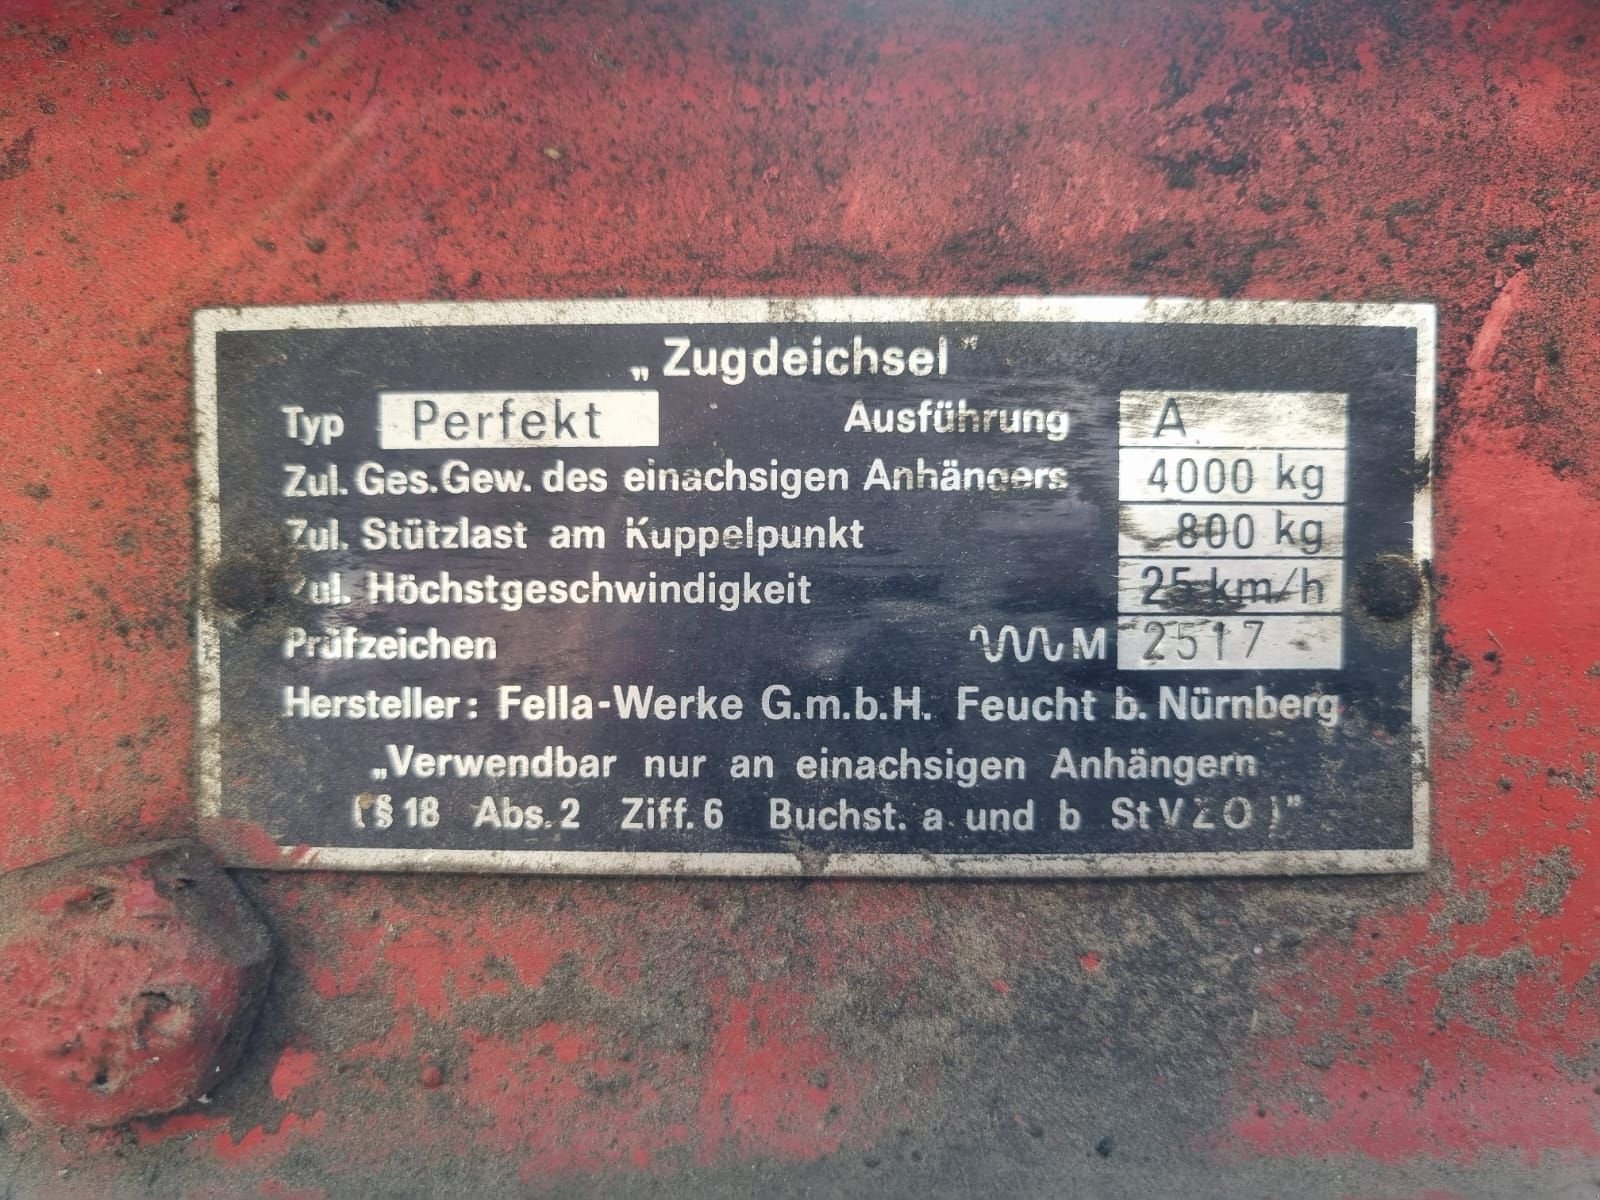 „Zugdeichsel"
Typ Perfekt Ausführung A
Zul. Ges. Gew. des einachsigen Anhängers 4000 kg
Zul. Stützlast am Kuppelpunkt 800 kg
Zul. Höchstgeschwindigkeit 25 km/h
Prüfzeichen M 2517
Hersteller: Fella-Werke G.m.b.H. Feucht b. Nürnberg
„Verwendbar nur an einachsigen Anhängern
(§ 18 Abs. 2 Ziff. 6 Buchst. a und b StVZO)"